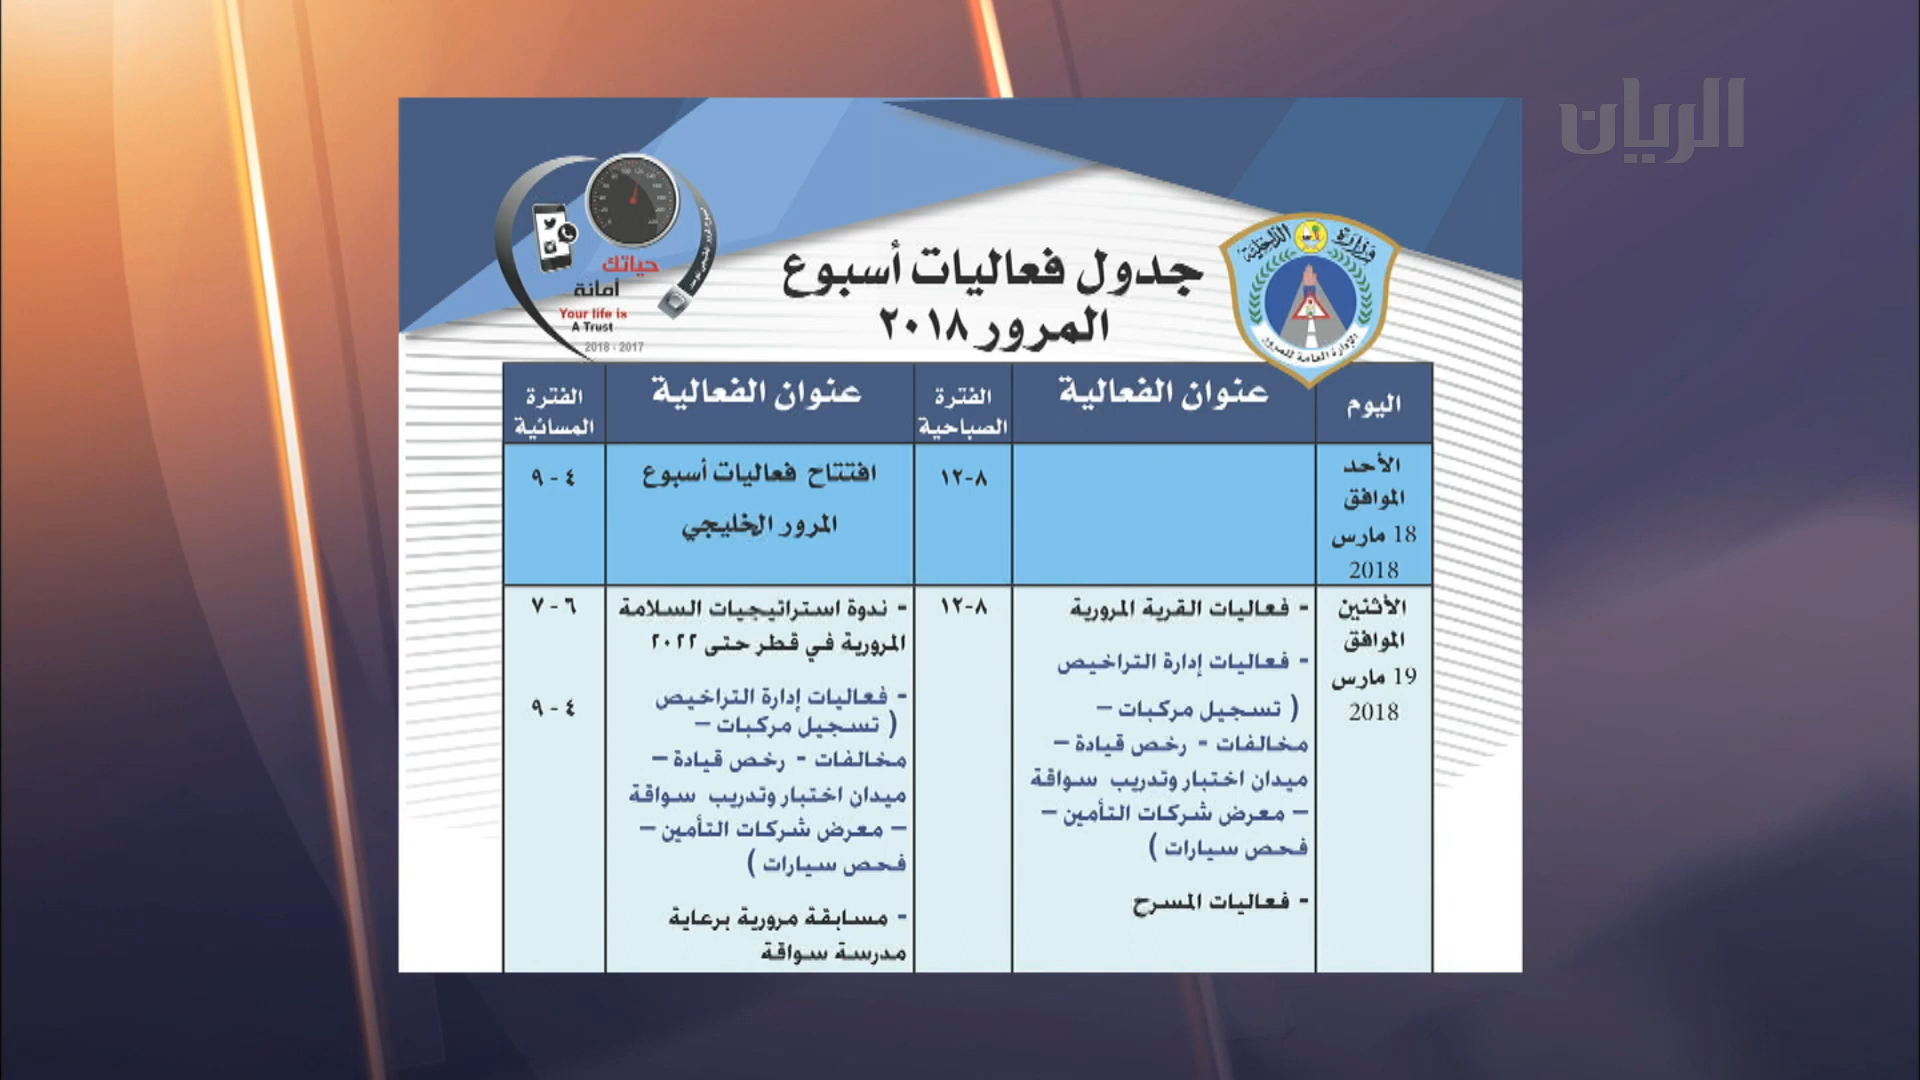 الريان
حياتك
أمانة
Your life is
A Trust
2018 - 2017
وزارة الداخلية
الإدارة العامة للمرور
جدول فعاليات أسبوع
المرور ٢٠١٨
اليوم
عنوان الفعالية
الفترة
الصباحية
عنوان الفعالية
الفترة
المسائية
الأحد
الموافق
18 مارس
2018
٨-١٢
افتتاح فعاليات أسبوع
المرور الخليجي
٤ - ٩
الأثنين
الموافق
19 مارس
2018
- فعاليات القرية المرورية
- فعاليات إدارة التراخيص
( تسجيل مركبات –
مخالفات - رخص قيادة –
ميدان اختبار وتدريب سواقة
– معرض شركات التأمين –
فحص سيارات )
- فعاليات المسرح
٨-١٢
- ندوة استراتيجيات السلامة
المرورية في قطر حتى ٢٠٢٢
- فعاليات إدارة التراخيص
( تسجيل مركبات –
مخالفات - رخص قيادة –
ميدان اختبار وتدريب سواقة
– معرض شركات التأمين –
فحص سيارات )
- مسابقة مرورية برعاية
مدرسة سواقة
٦ - ٧
٤ - ٩